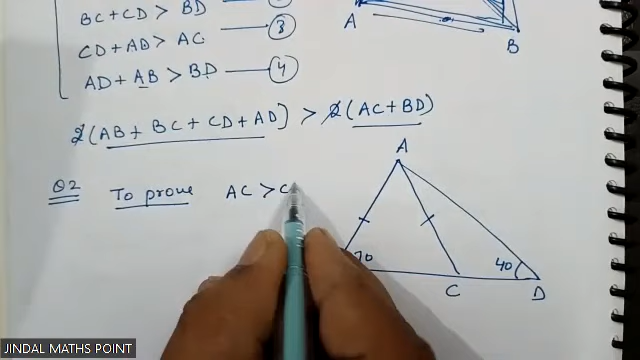 BC + CD > BD
CD + AD > AC — 3
AD + AB > BD — 4
2(AB + BC + CD + AD) > 2(AC + BD)
Q2 To prove AC > C
A
B
A
70
40
C
D
JINDAL MATHS POINT